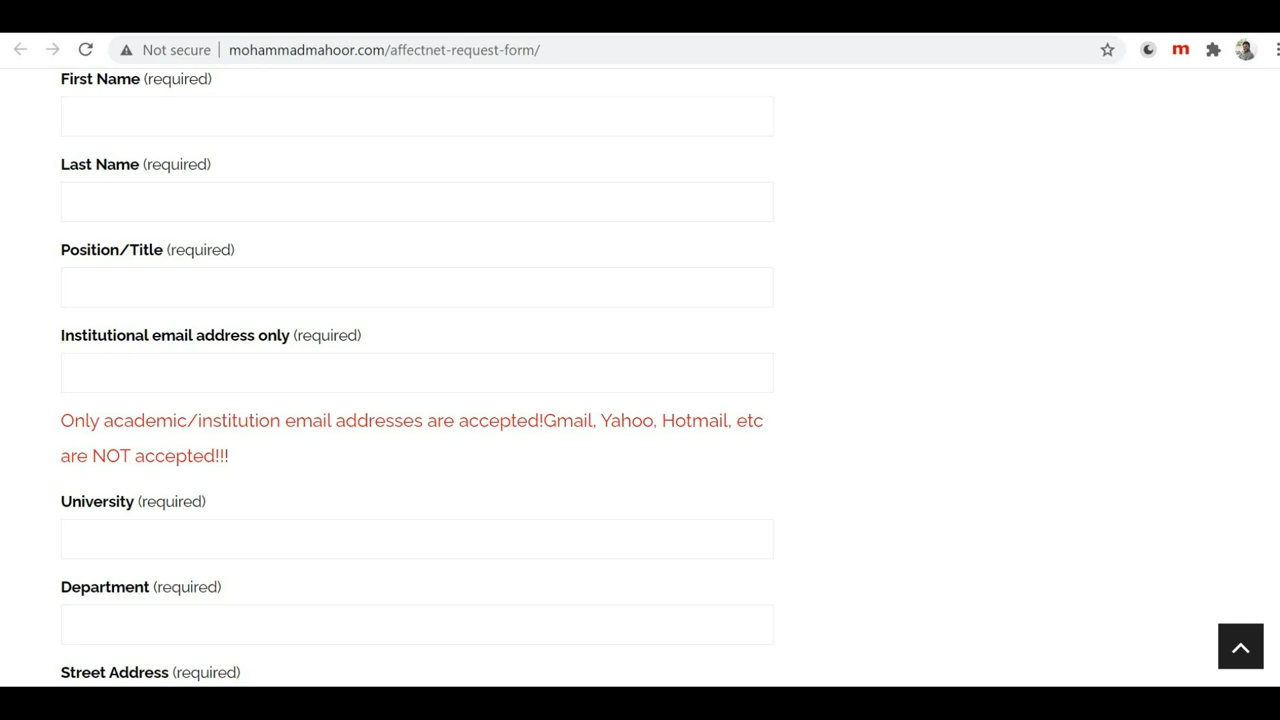 Not secure
mohammadmahoor.com/affectnet-request-form/
m
First Name (required)
Last Name (required)
Position/Title (required)
Institutional email address only (required)
Only academic/institution email addresses are accepted!Gmail, Yahoo, Hotmail, etc
are NOT accepted!!!
University (required)
Department (required)
Street Address (required)